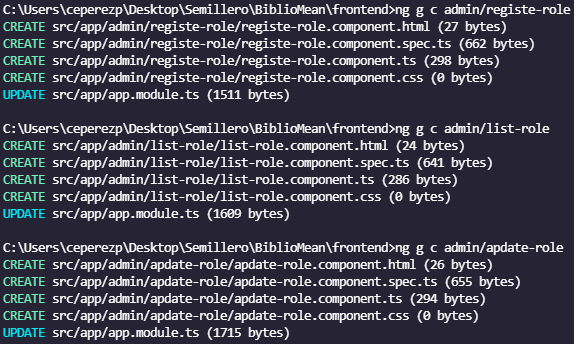 C:\Users\ceperezp\Desktop\Semillero\BiblioMean\frontend>ng g c admin/registe-role
CREATE src/app/admin/registe-role/registe-role.component.html (27 bytes)
CREATE src/app/admin/registe-role/registe-role.component.spec.ts (662 bytes)
CREATE src/app/admin/registe-role/registe-role.component.ts (298 bytes)
CREATE src/app/admin/registe-role/registe-role.component.css (0 bytes)
UPDATE src/app/app.module.ts (1511 bytes)
C:\Users\ceperezp\Desktop\Semillero\BiblioMean\frontend>ng g c admin/list-role
CREATE src/app/admin/list-role/list-role.component.html (24 bytes)
CREATE src/app/admin/list-role/list-role.component.spec.ts (641 bytes)
CREATE src/app/admin/list-role/list-role.component.ts (286 bytes)
CREATE src/app/admin/list-role/list-role.component.css (0 bytes)
UPDATE src/app/app.module.ts (1609 bytes)
C:\Users\ceperezp\Desktop\Semillero\BiblioMean\frontend>ng g c admin/apdate-role
CREATE src/app/admin/apdate-role/apdate-role.component.html (26 bytes)
CREATE src/app/admin/apdate-role/apdate-role.component.spec.ts (655 bytes)
CREATE src/app/admin/apdate-role/apdate-role.component.ts (294 bytes)
CREATE src/app/admin/apdate-role/apdate-role.component.css (0 bytes)
UPDATE src/app/app.module.ts (1715 bytes)